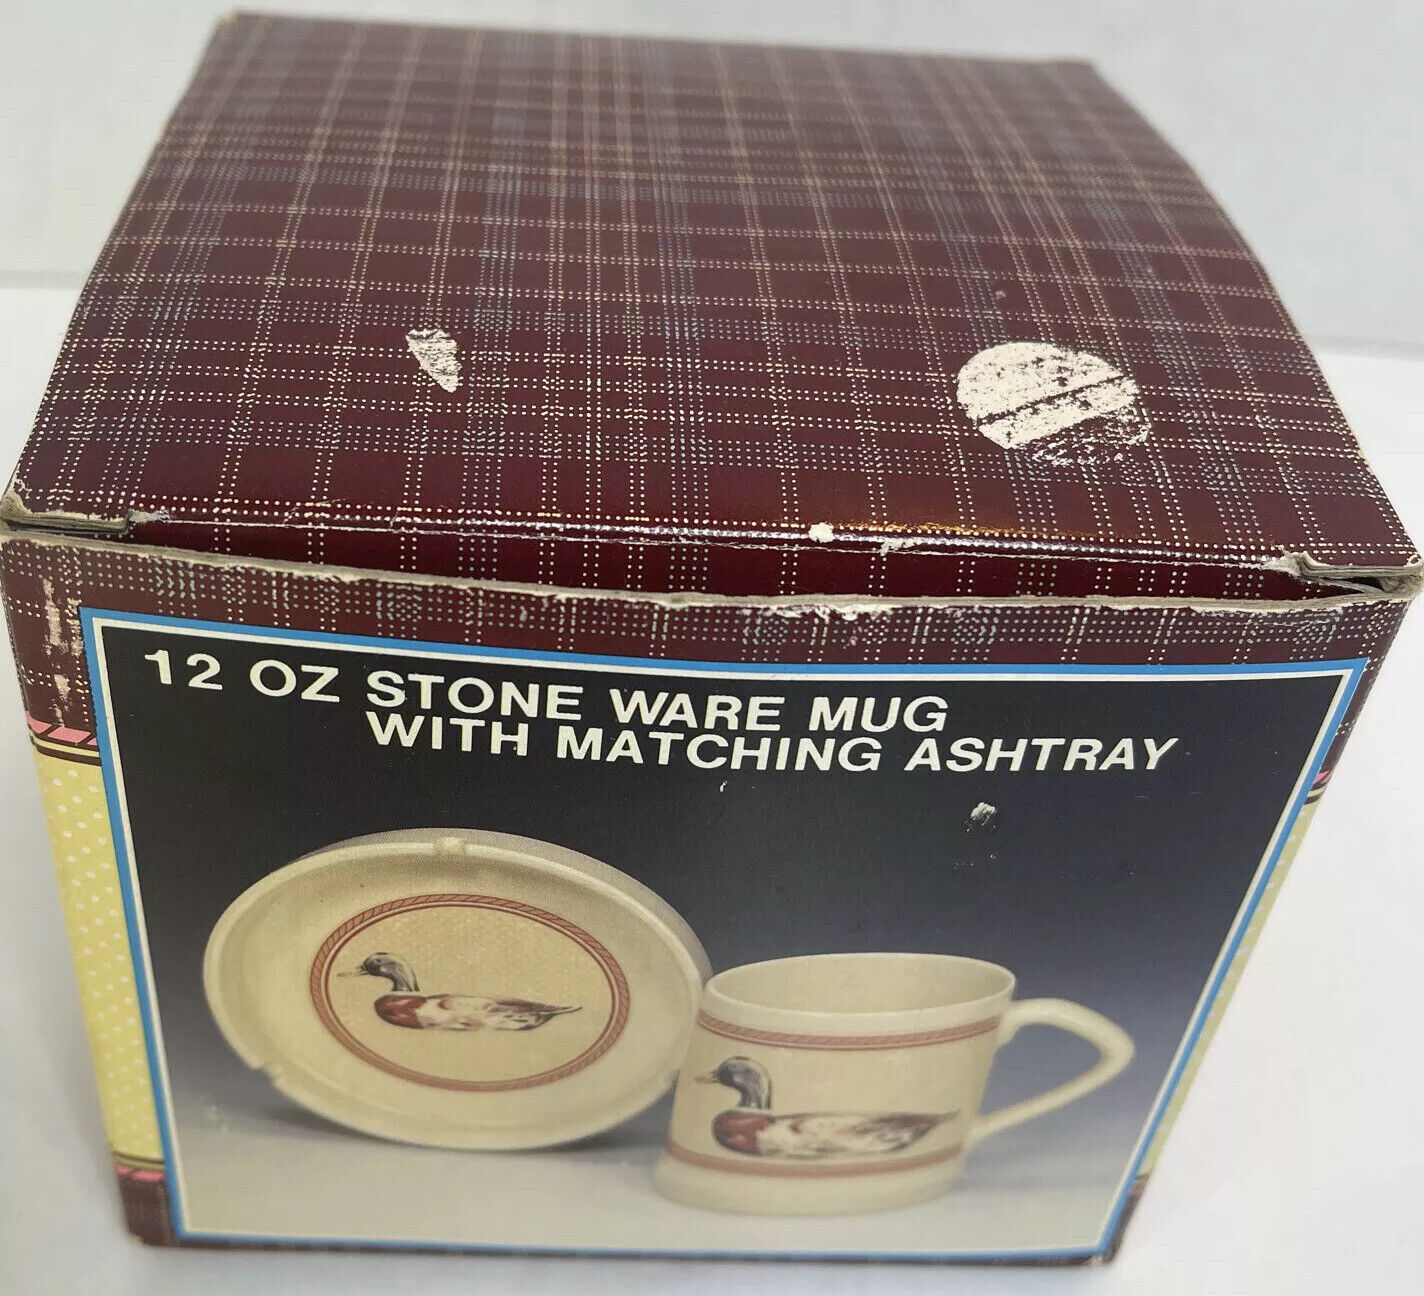 12 OZ STONE WARE MUG
WITH MATCHING ASHTRAY